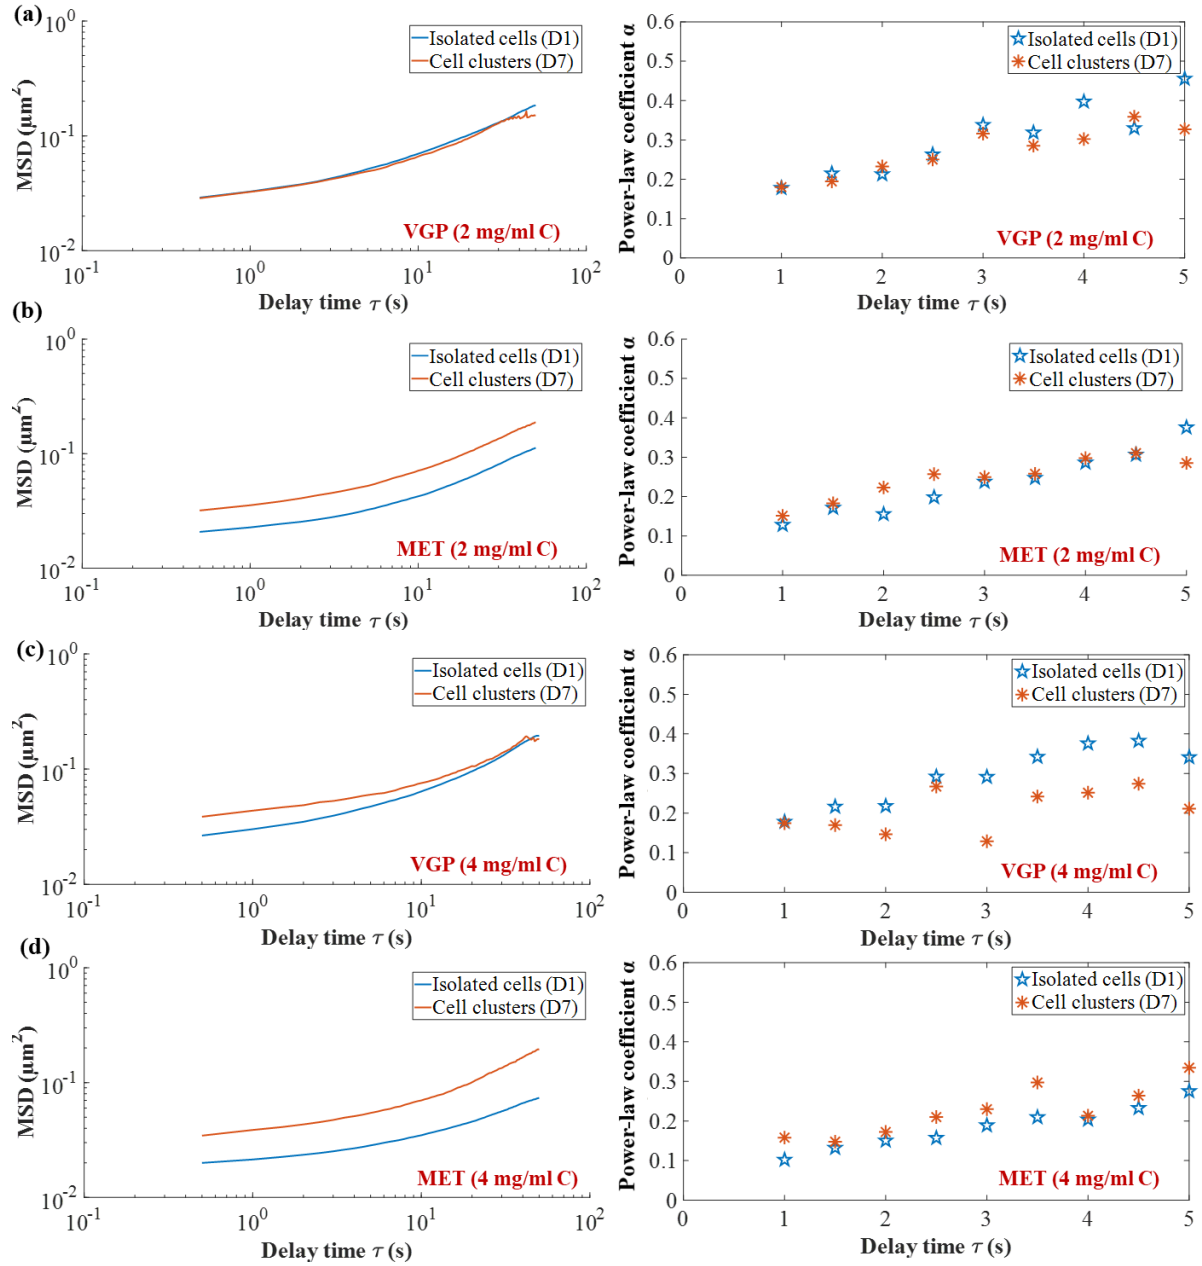 (a)
10^0
10^-1
10^-2
MSD (µm^2)
Isolated cells (D1)
Cell clusters (D7)
VGP (2 mg/ml C)
10^-1 10^0 10^1 10^2
Delay time τ (s)
Power-law coefficient α
0.6
0.5
0.4
0.3
0.2
0.1
0
Isolated cells (D1)
Cell clusters (D7)
VGP (2 mg/ml C)
0 1 2 3 4 5
Delay time τ (s)
(b)
10^0
10^-1
10^-2
MSD (µm^2)
Isolated cells (D1)
Cell clusters (D7)
MET (2 mg/ml C)
10^-1 10^0 10^1 10^2
Delay time τ (s)
Power-law coefficient α
0.6
0.5
0.4
0.3
0.2
0.1
0
Isolated cells (D1)
Cell clusters (D7)
MET (2 mg/ml C)
0 1 2 3 4 5
Delay time τ (s)
(c)
10^0
10^-1
10^-2
MSD (µm^2)
Isolated cells (D1)
Cell clusters (D7)
VGP (4 mg/ml C)
10^-1 10^0 10^1 10^2
Delay time τ (s)
Power-law coefficient α
0.6
0.5
0.4
0.3
0.2
0.1
0
Isolated cells (D1)
Cell clusters (D7)
VGP (4 mg/ml C)
0 1 2 3 4 5
Delay time τ (s)
(d)
10^0
10^-1
10^-2
MSD (µm^2)
Isolated cells (D1)
Cell clusters (D7)
MET (4 mg/ml C)
10^-1 10^0 10^1 10^2
Delay time τ (s)
Power-law coefficient α
0.6
0.5
0.4
0.3
0.2
0.1
0
Isolated cells (D1)
Cell clusters (D7)
MET (4 mg/ml C)
0 1 2 3 4 5
Delay time τ (s)